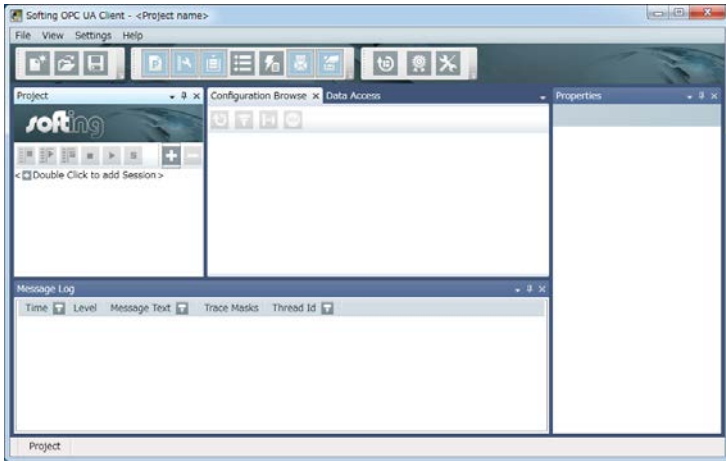 Softing OPC UA Client - <Project name>
File View Settings Help
Project
Configuration Browse Data Access
Properties
softing
< Double Click to add Session >
Message Log
Time Level Message Text Trace Masks Thread Id
Project